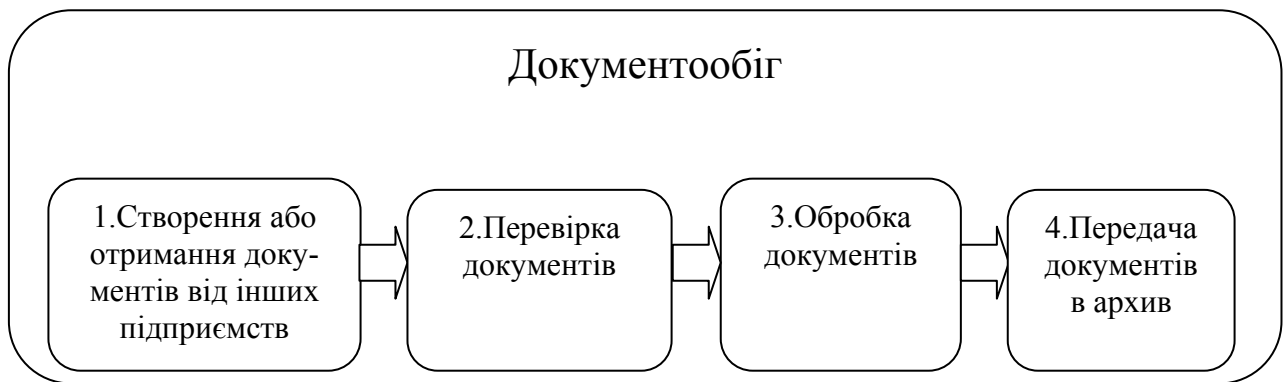 Документообіг
1.Створення або
отримання доку-
ментів від інших
підприємств
2.Перевірка
документів
3.Обробка
документів
4.Передача
документів
в архив